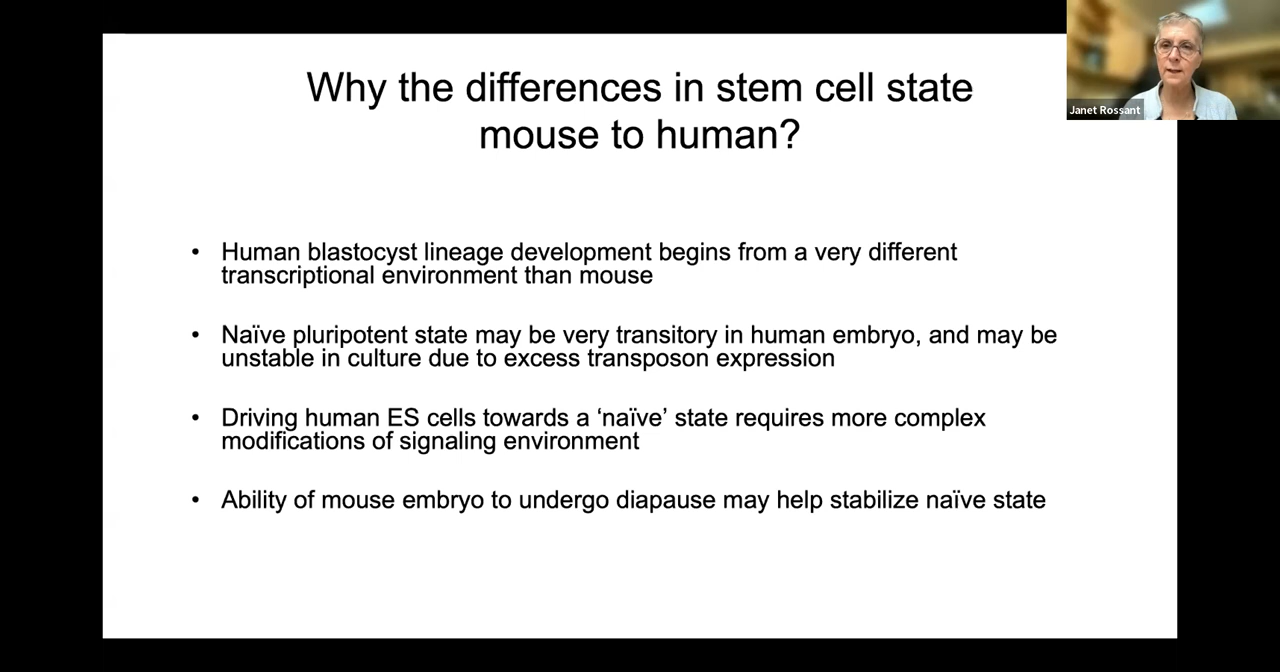 Why the differences in stem cell state
mouse to human?
Janet Rossant
• Human blastocyst lineage development begins from a very different
transcriptional environment than mouse
• Naïve pluripotent state may be very transitory in human embryo, and may be
unstable in culture due to excess transposon expression
• Driving human ES cells towards a ‘naïve’ state requires more complex
modifications of signaling environment
• Ability of mouse embryo to undergo diapause may help stabilize naïve state